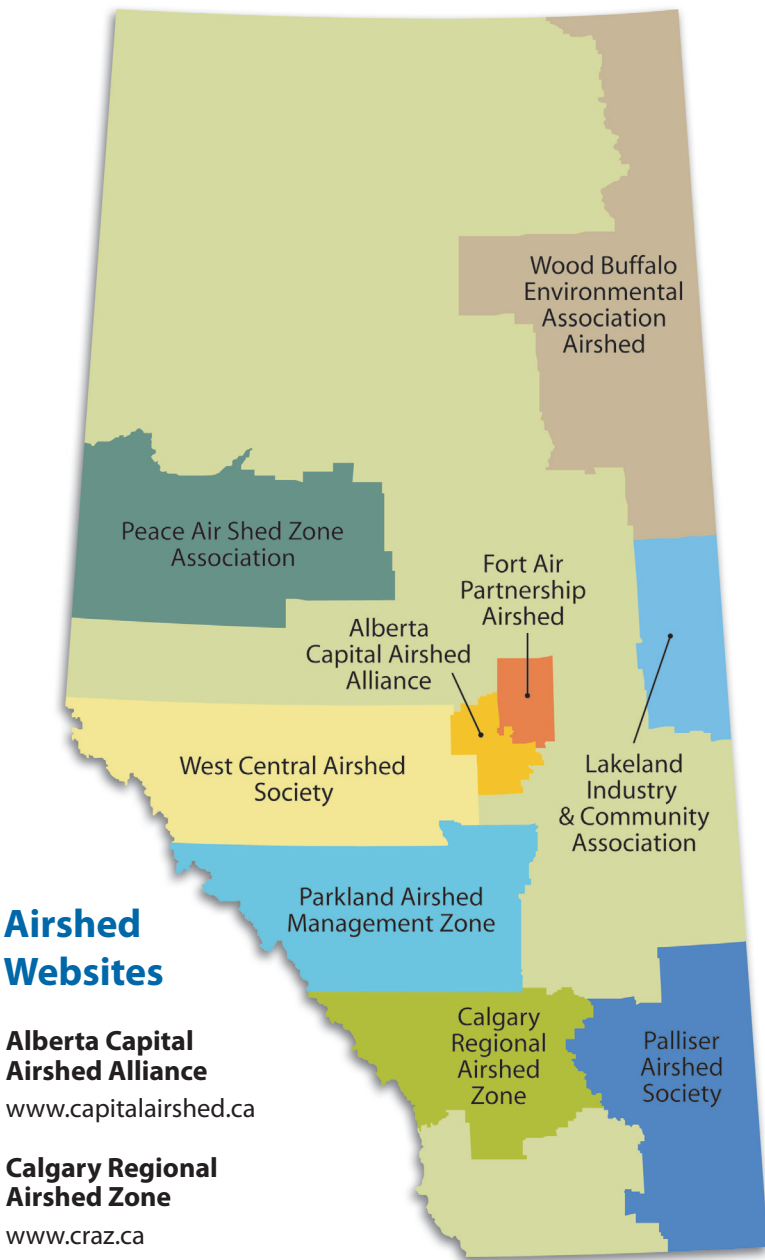 Wood Buffalo
Environmental
Association
Airshed
Peace Air Shed Zone
Association
Fort Air
Partnership
Airshed
Alberta
Capital Airshed
Alliance
West Central Airshed
Society
Lakeland
Industry
& Community
Association
Parkland Airshed
Management Zone
Calgary
Regional
Airshed
Zone
Palliser
Airshed
Society
Airshed
Websites
Alberta Capital
Airshed Alliance
www.capitalairshed.ca
Calgary Regional
Airshed Zone
www.craz.ca